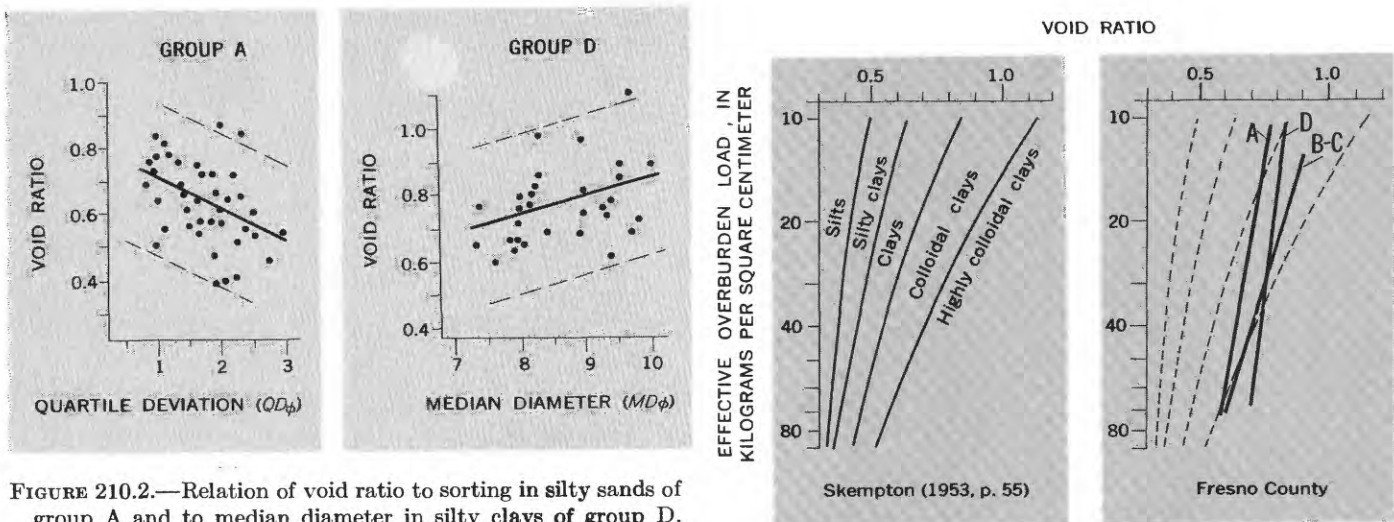 GROUP A
1.0
0.8
0.6
0.4
VOID RATIO
1
2
3
QUARTILE DEVIATION (QDϕ)
GROUP D
1.0
0.8
0.6
0.4
VOID RATIO
7
8
9
10
MEDIAN DIAMETER (MDϕ)
FIGURE 210.2.—Relation of void ratio to sorting in silty sands of
group A and to median diameter in silty clays of group D.
VOID RATIO
EFFECTIVE OVERBURDEN LOAD, IN
KILOGRAMS PER SQUARE CENTIMETER
0.5
1.0
10
20
40
80
Silts
Silty clays
Clays
Colloidal clays
Highly colloidal clays
Skempton (1953, p. 55)
0.5
1.0
10
20
40
80
A
D
B-C
Fresno County